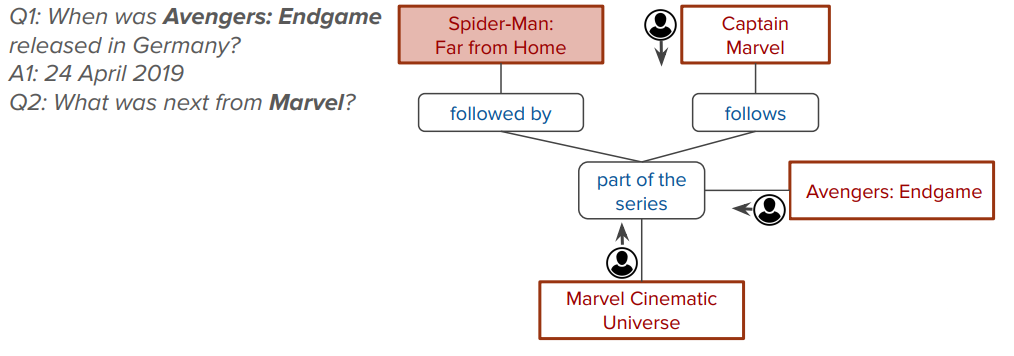 Q1: When was Avengers: Endgame
released in Germany?
A1: 24 April 2019
Q2: What was next from Marvel?
Spider-Man:
Far from Home
Captain
Marvel
followed by
follows
part of the
series
Avengers: Endgame
Marvel Cinematic
Universe